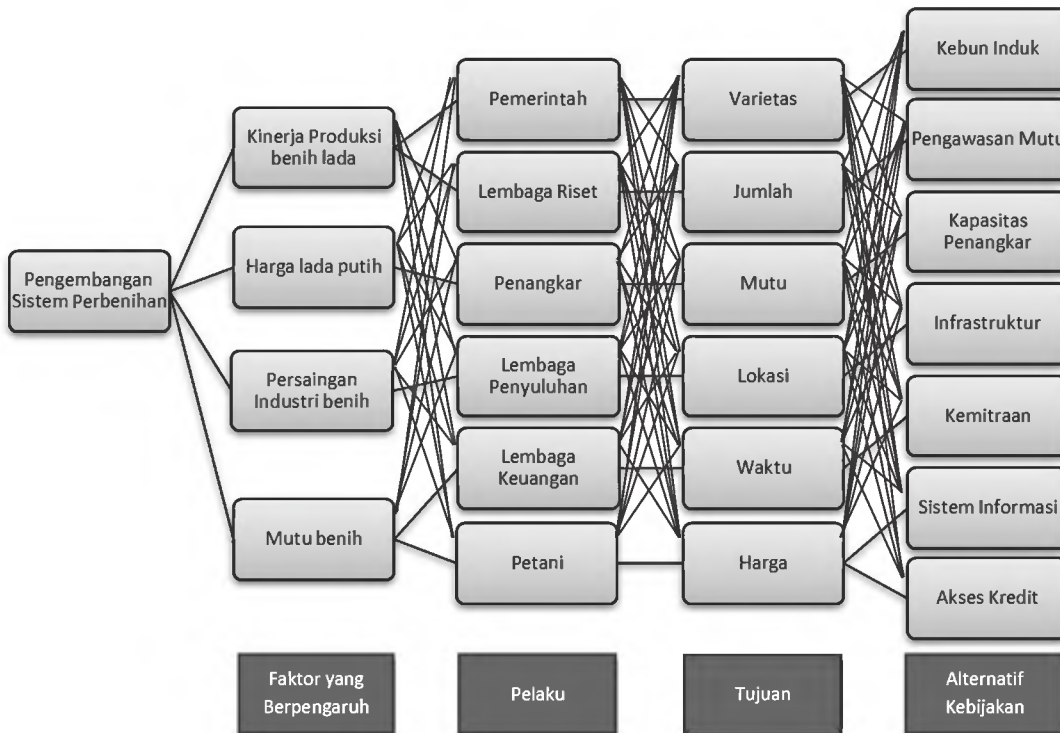 Pengembangan
Sistem Perbenihan
Kinerja Produksi
benih lada
Harga lada putih
Persaingan
Industri benih
Mutu benih
Pemerintah
Lembaga Riset
Penangkar
Lembaga
Penyuluhan
Lembaga
Keuangan
Petani
Varietas
Jumlah
Mutu
Lokasi
Waktu
Harga
Kebun Induk
Pengawasan Mutu
Kapasitas
Penangkar
Infrastruktur
Kemitraan
Sistem Informasi
Akses Kredit
Faktor yang
Berpengaruh
Pelaku
Tujuan
Alternatif
Kebijakan